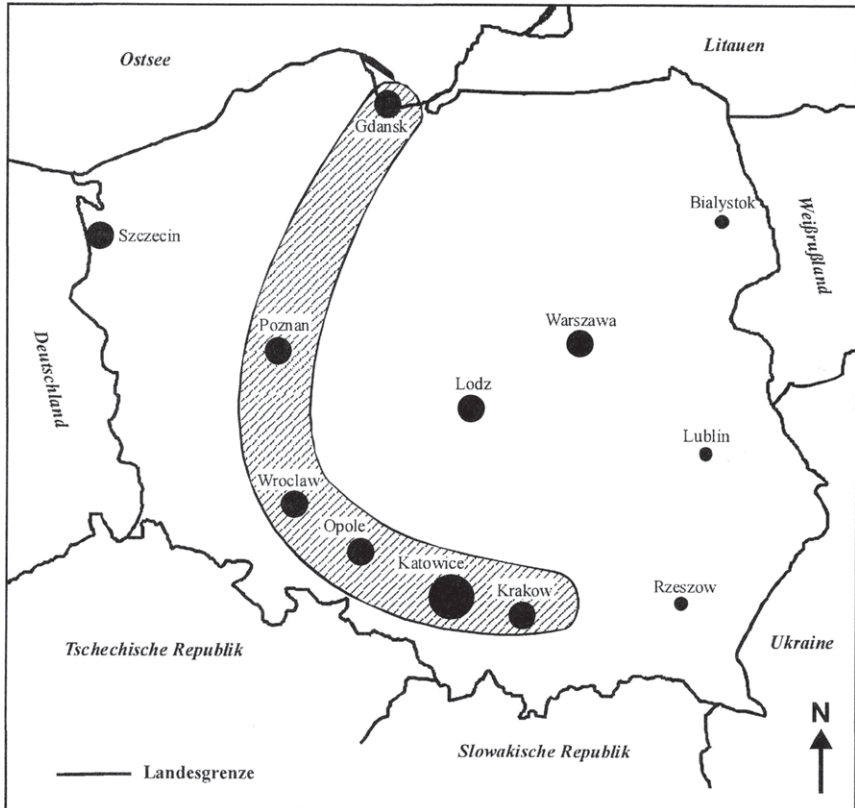 Ostsee
Litauen
Gdansk
Bialystok
Weißrußland
Szczecin
Deutschland
Poznan
Warszawa
Lodz
Lublin
Wroclaw
Opole
Katowice
Krakow
Rzeszow
Tschechische Republik
Ukraine
Slowakische Republik
N
Landesgrenze